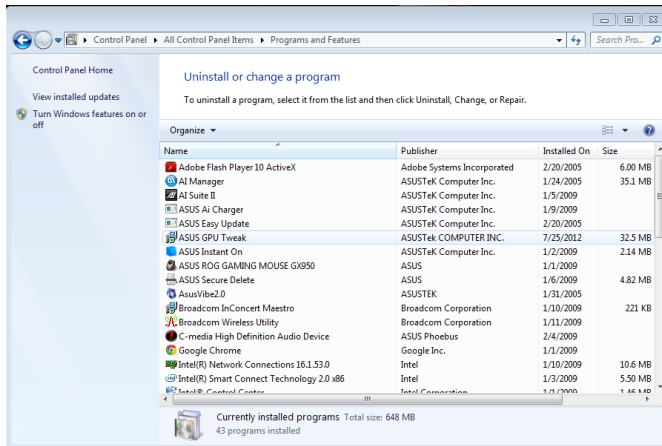 Control Panel ▸ All Control Panel Items ▸ Programs and Features Search Pro...
Control Panel Home
View installed updates
Turn Windows features on or
off
Uninstall or change a program
To uninstall a program, select it from the list and then click Uninstall, Change, or Repair.
Organize
Name Publisher Installed On Size
Adobe Flash Player 10 ActiveX Adobe Systems Incorporated 2/20/2005 6.00 MB
AI Manager ASUSTeK Computer Inc. 1/24/2005 35.1 MB
AI Suite II ASUSTeK Computer Inc. 1/5/2009
ASUS Ai Charger ASUSTeK Computer Inc. 1/9/2009
ASUS Easy Update ASUSTeK Computer Inc. 2/20/2005
ASUS GPU Tweak ASUSTek COMPUTER INC. 7/25/2012 32.5 MB
ASUS Instant On ASUSTeK Computer Inc. 1/2/2009 2.14 MB
ASUS ROG GAMING MOUSE GX950 ASUS 1/1/2009
ASUS Secure Delete ASUS 1/6/2009 4.82 MB
AsusVibe2.0 ASUSTEK 1/31/2005
Broadcom InConcert Maestro Broadcom Corporation 1/10/2009 221 KB
Broadcom Wireless Utility Broadcom Corporation 1/11/2009
C-media High Definition Audio Device ASUS Phoebus 2/4/2009
Google Chrome Google Inc. 1/1/2009
Intel(R) Network Connections 16.1.53.0 Intel 1/10/2009 10.6 MB
Intel(R) Smart Connect Technology 2.0 x86 Intel 1/3/2009 5.50 MB
Intel® Control Center Intel Corporation 1/1/2009 1.46 MB
Currently installed programs Total size: 648 MB
43 programs installed